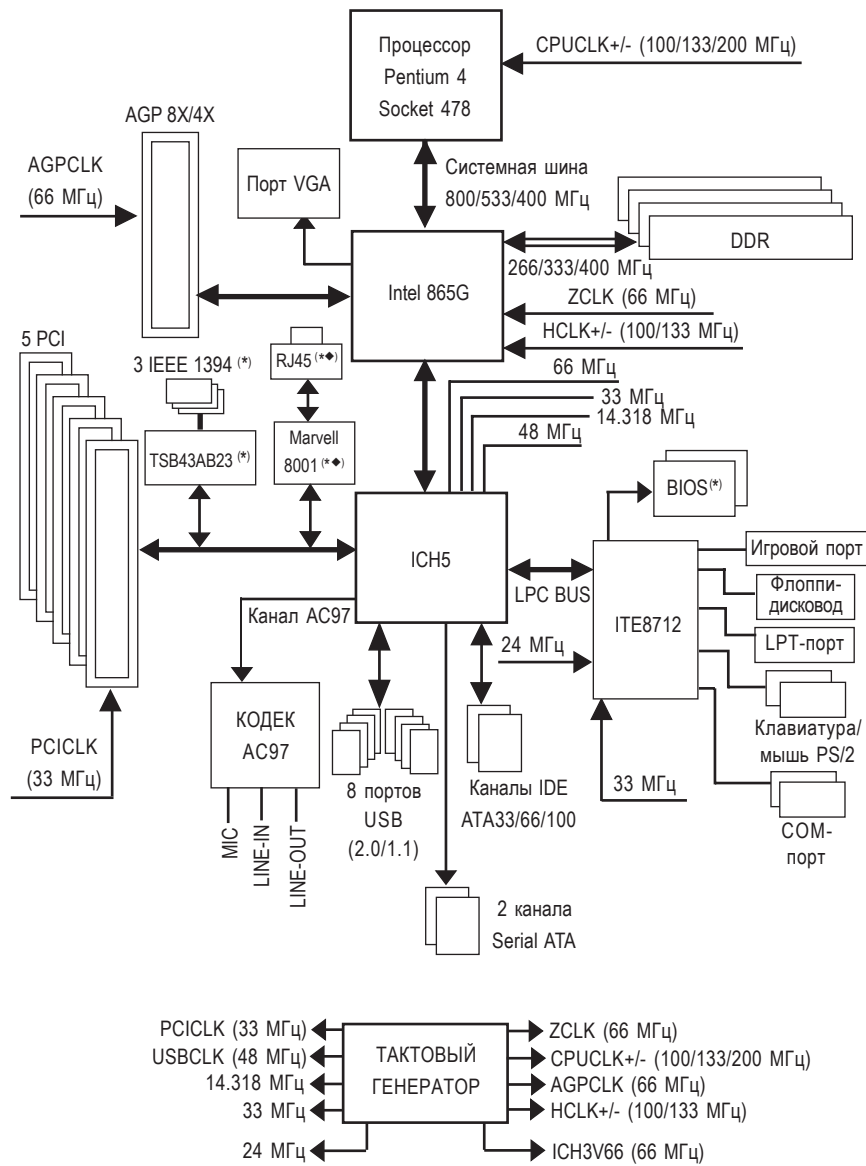 Процессор
Pentium 4
Socket 478
CPUCLK+/- (100/133/200 МГц)
AGP 8X/4X
AGPCLK
(66 МГц)
Порт VGA
Системная шина
800/533/400 МГц
DDR
266/333/400 МГц
Intel 865G
ZCLK (66 МГц)
HCLK+/- (100/133 МГц)
5 PCI
3 IEEE 1394 (*)
RJ45 (*◆)
66 МГц
33 МГц
14.318 МГц
48 МГц
TSB43AB23 (*)
Marvell
8001 (*◆)
BIOS(*)
ICH5
LPC BUS
ITE8712
Игровой порт
Флоппи-
дисковод
LPT-порт
Канал AC97
24 МГц
КОДЕК
AC97
PCICLK
(33 МГц)
Клавиатура/
мышь PS/2
8 портов
USB
(2.0/1.1)
Каналы IDE
ATA33/66/100
33 МГц
COM-
порт
MIC
LINE-IN
LINE-OUT
2 канала
Serial ATA
PCICLK (33 МГц)
USBCLK (48 МГц)
14.318 МГц
33 МГц
24 МГц
ТАКТОВЫЙ
ГЕНЕРАТОР
ZCLK (66 МГц)
CPUCLK+/- (100/133/200 МГц)
AGPCLK (66 МГц)
HCLK+/- (100/133 МГц)
ICH3V66 (66 МГц)